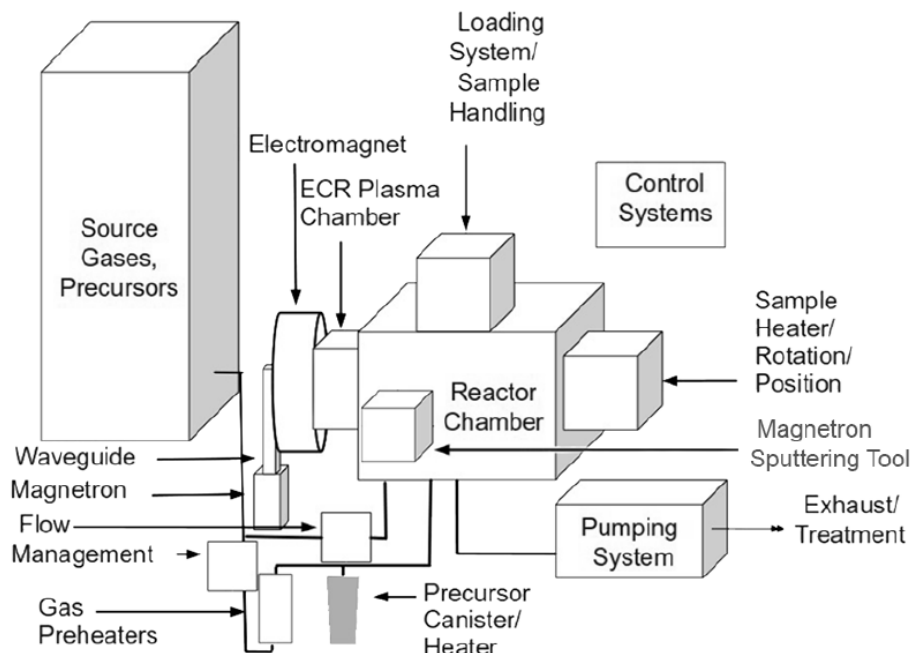 Loading
System/
Sample
Handling
Electromagnet
ECR Plasma
Chamber
Control
Systems
Source
Gases,
Precursors
Sample
Heater/
Rotation/
Position
Reactor
Chamber
Magnetron
Sputtering Tool
Waveguide
Magnetron
Flow
Management
Pumping
System
Exhaust/
Treatment
Gas
Preheaters
Precursor
Canister/
Heater